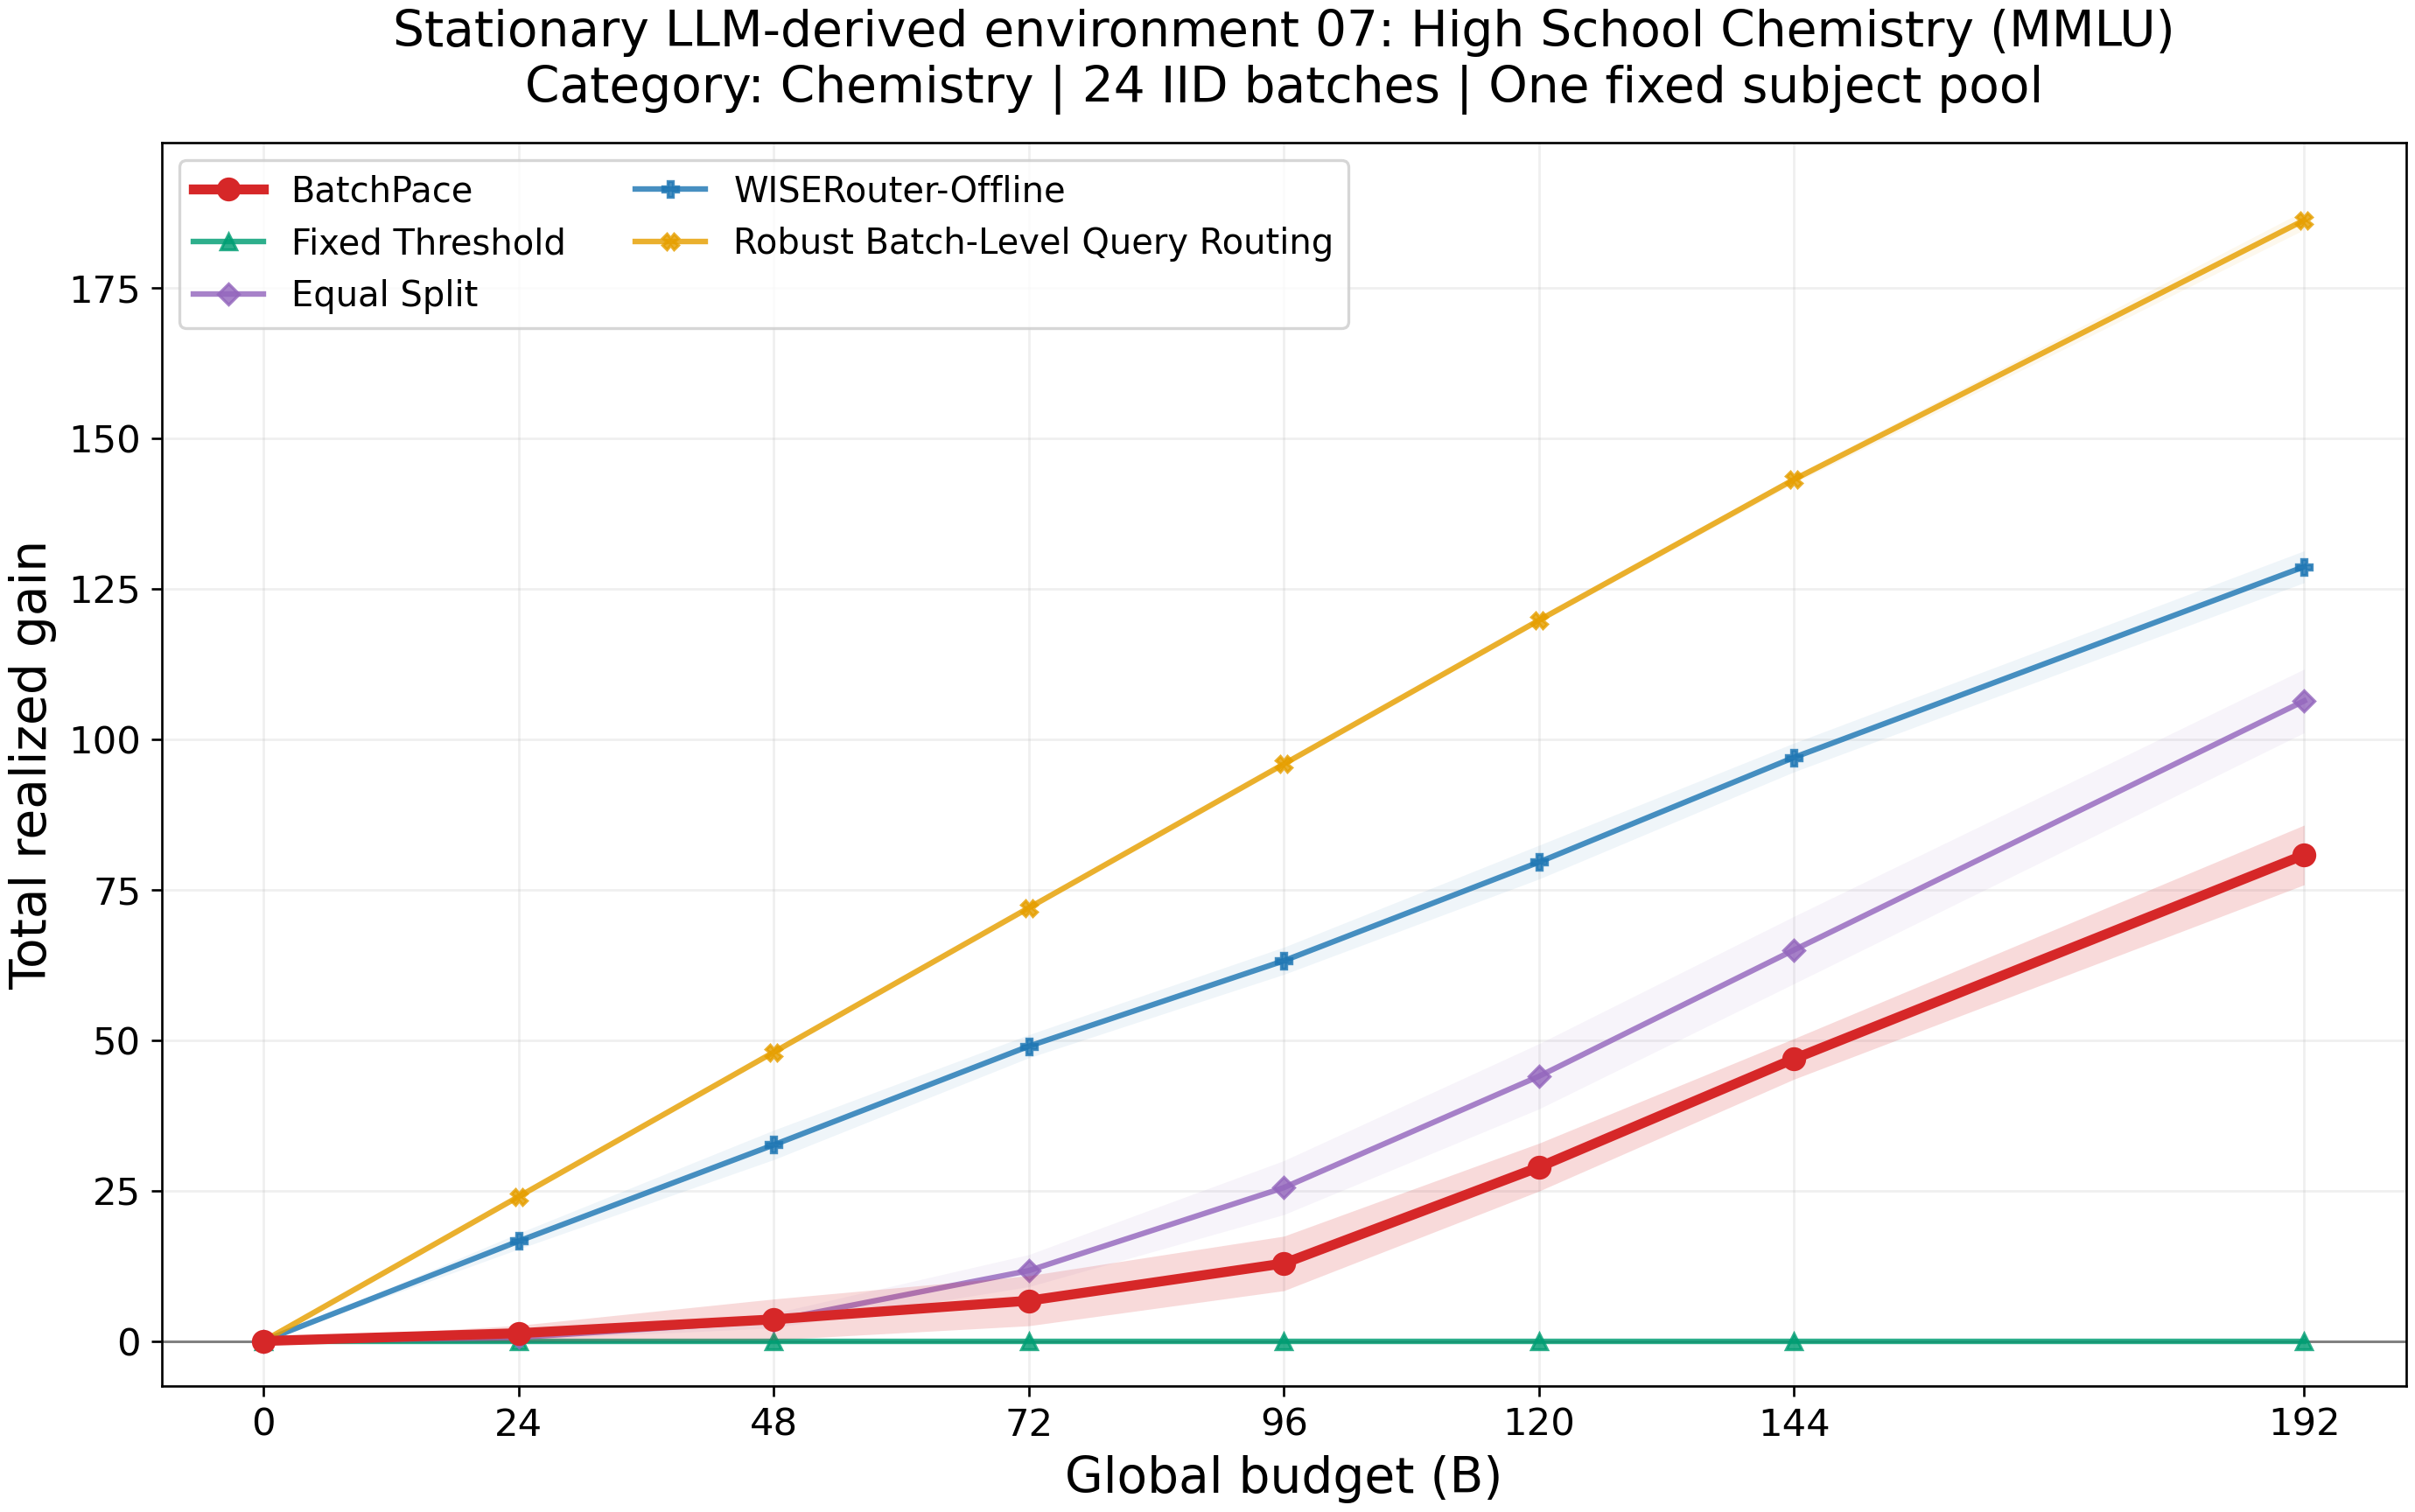 Stationary LLM-derived environment 07: High School Chemistry (MMLU)
Category: Chemistry | 24 IID batches | One fixed subject pool
BatchPace
Fixed Threshold
Equal Split
WISERouter-Offline
Robust Batch-Level Query Routing
Total realized gain
175
150
125
100
75
50
25
0
0 24 48 72 96 120 144 192
Global budget (B)